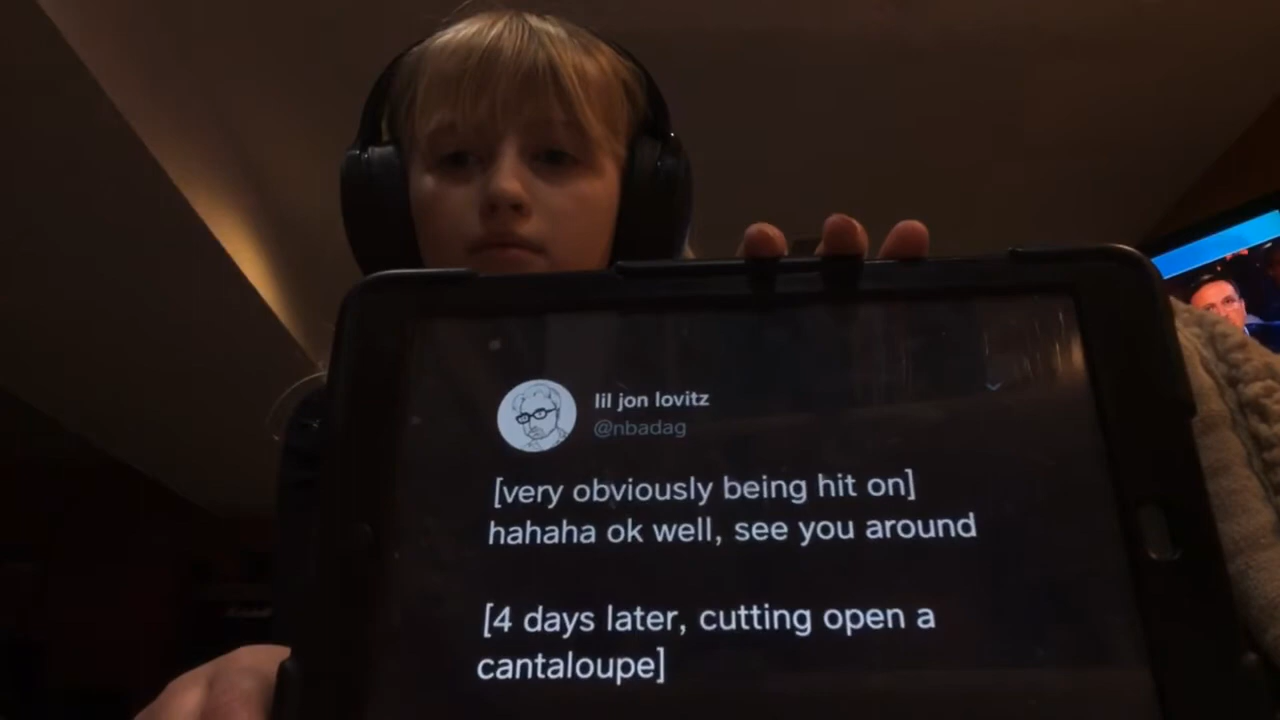 lil jon lovitz
@nbadag
[very obviously being hit on]
hahaha ok well, see you around
[4 days later, cutting open a
cantaloupe]